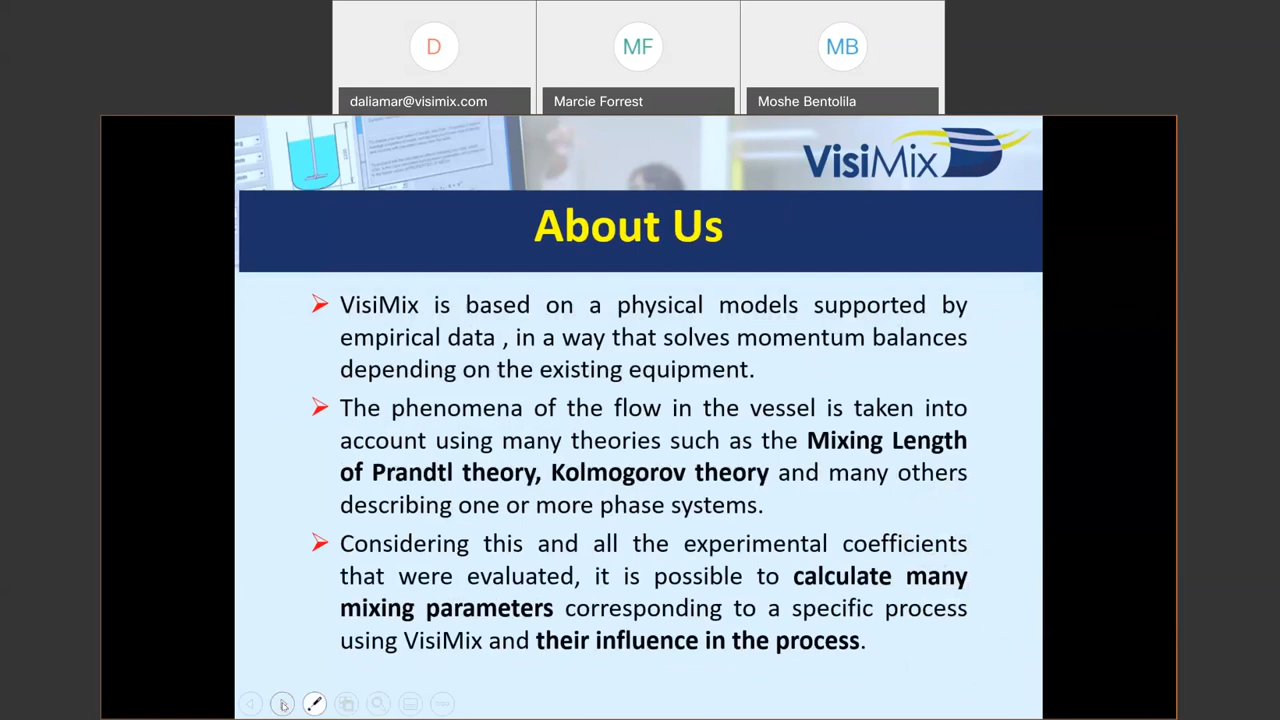 D
MF
MB
daliamar@visimix.com
Marcie Forrest
Moshe Bentolila
VisiMix
About Us
VisiMix is based on a physical models supported by
empirical data , in a way that solves momentum balances
depending on the existing equipment.
The phenomena of the flow in the vessel is taken into
account using many theories such as the Mixing Length
of Prandtl theory, Kolmogorov theory and many others
describing one or more phase systems.
Considering this and all the experimental coefficients
that were evaluated, it is possible to calculate many
mixing parameters corresponding to a specific process
using VisiMix and their influence in the process.